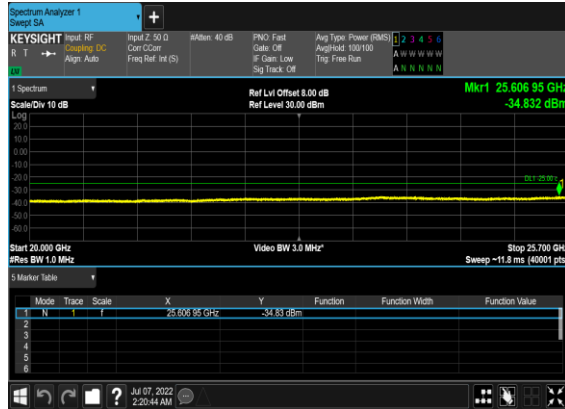 Spectrum Analyzer 1
Swept SA
+
KEYSIGHT Input: RF Input Z: 50 Ω #Atten: 40 dB PNO: Fast Avg Type: Power (RMS) 1 2 3 4 5 6
R T Coupling: DC Corr CCorr Gate: Off Avg|Hold: 100/100 A W W W W W
Align: Auto Freq Ref: Int (S) IF Gain: Low Trig: Free Run
Sig Track: Off A N N N N N
1 Spectrum Ref Lvl Offset 8.00 dB Mkr1 25.606 95 GHz
Scale/Div 10 dB Ref Level 30.00 dBm -34.832 dBm
Log
20.0
10.0
0.00
-10.0
-20.0
DL1 -25.00
-30.0
-40.0
-50.0
-60.0
Start 20.000 GHz Video BW 3.0 MHz* Stop 25.700 GHz
#Res BW 1.0 MHz Sweep ~11.8 ms (40001 pts
5 Marker Table
Mode Trace Scale X Y Function Function Width Function Value
1 N 1 f 25.606 95 GHz -34.83 dBm
2
3
4
5
6
? Jul 07, 2022
2:20:44 AM